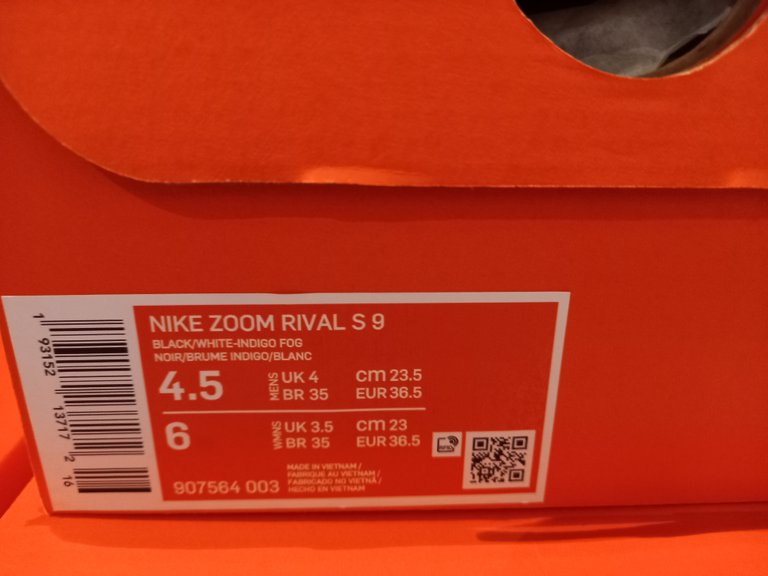 NIKE ZOOM RIVAL S 9
BLACK/WHITE-INDIGO FOG
NOIR/BRUME INDIGO/BLANC
4.5 MENS UK 4 cm 23.5
BR 35 EUR 36.5
6 WMNS UK 3.5 cm 23
BR 35 EUR 36.5
907564 003
MADE IN VIETNAM /
FABRIQUE AU VIETNAM /
FABRICADO NO VIETNÃ /
HECHO EN VIETNAM
1 93152 13717 2 16